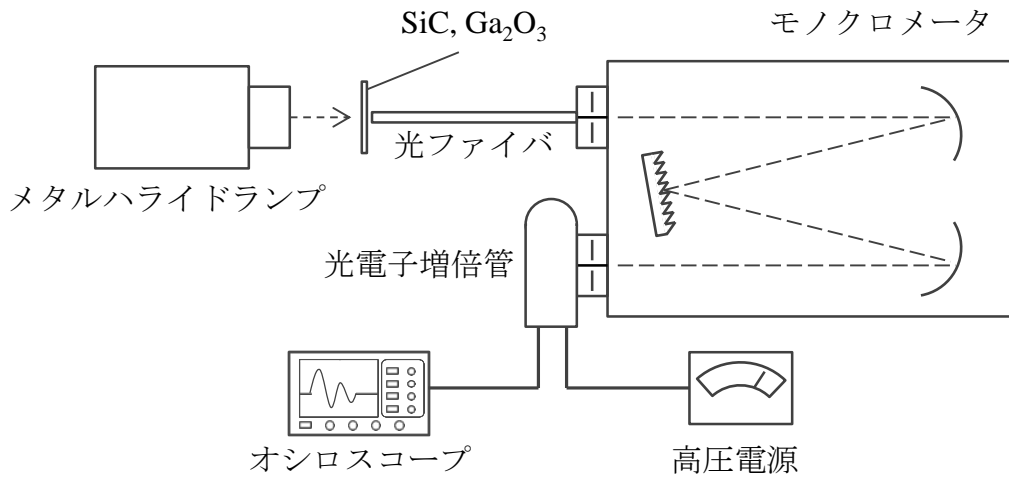 SiC, Ga₂O₃
モノクロメータ
光ファイバ
メタルハライドランプ
光電子増倍管
オシロスコープ
高圧電源